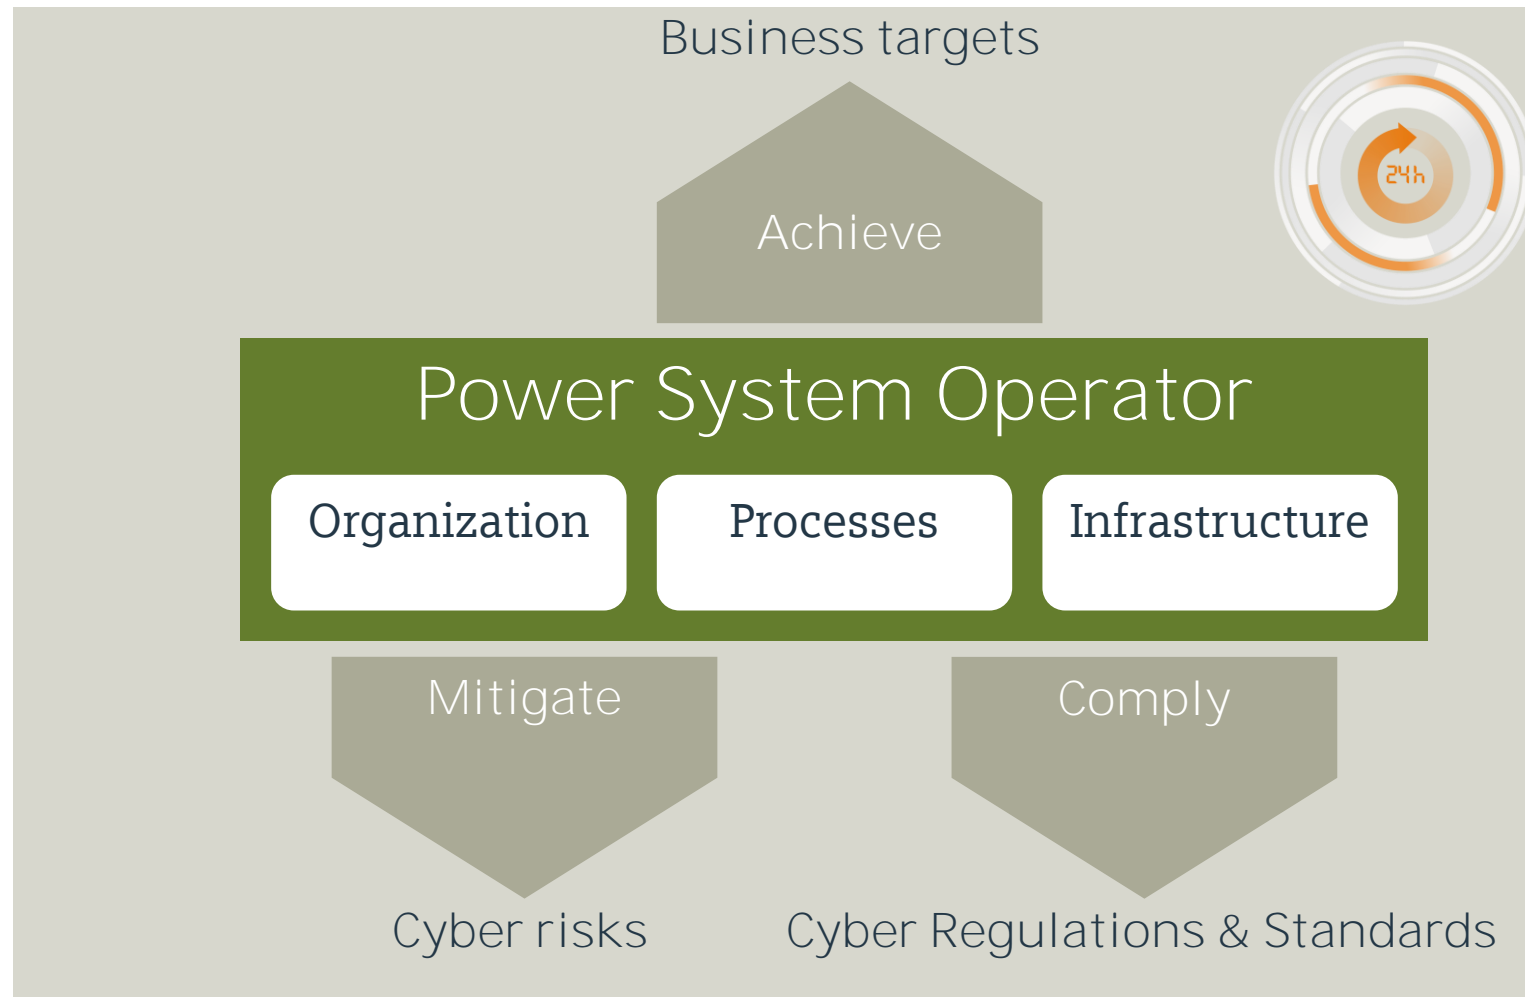 Business targets
24h
Achieve
Power System Operator
Organization
Processes
Infrastructure
Mitigate
Comply
Cyber risks
Cyber Regulations & Standards